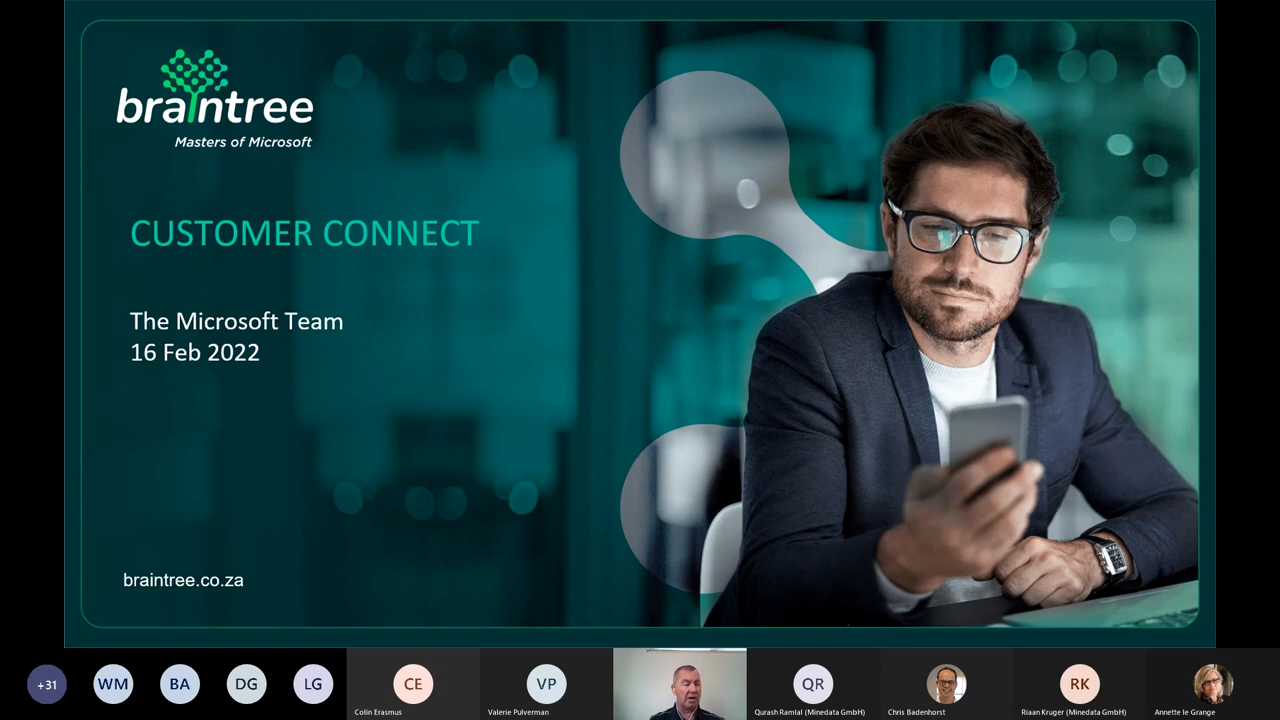 braintree
Masters of Microsoft
CUSTOMER CONNECT
The Microsoft Team
16 Feb 2022
braintree.co.za
+31
WM
BA
DG
LG
CE
VP
QR
RK
Colin Erasmus
Valerie Pulverman
Qurash Ramlal (Minedata GmbH)
Chris Badenhorst
Riaan Kruger (Minedata GmbH)
Annette le Grange